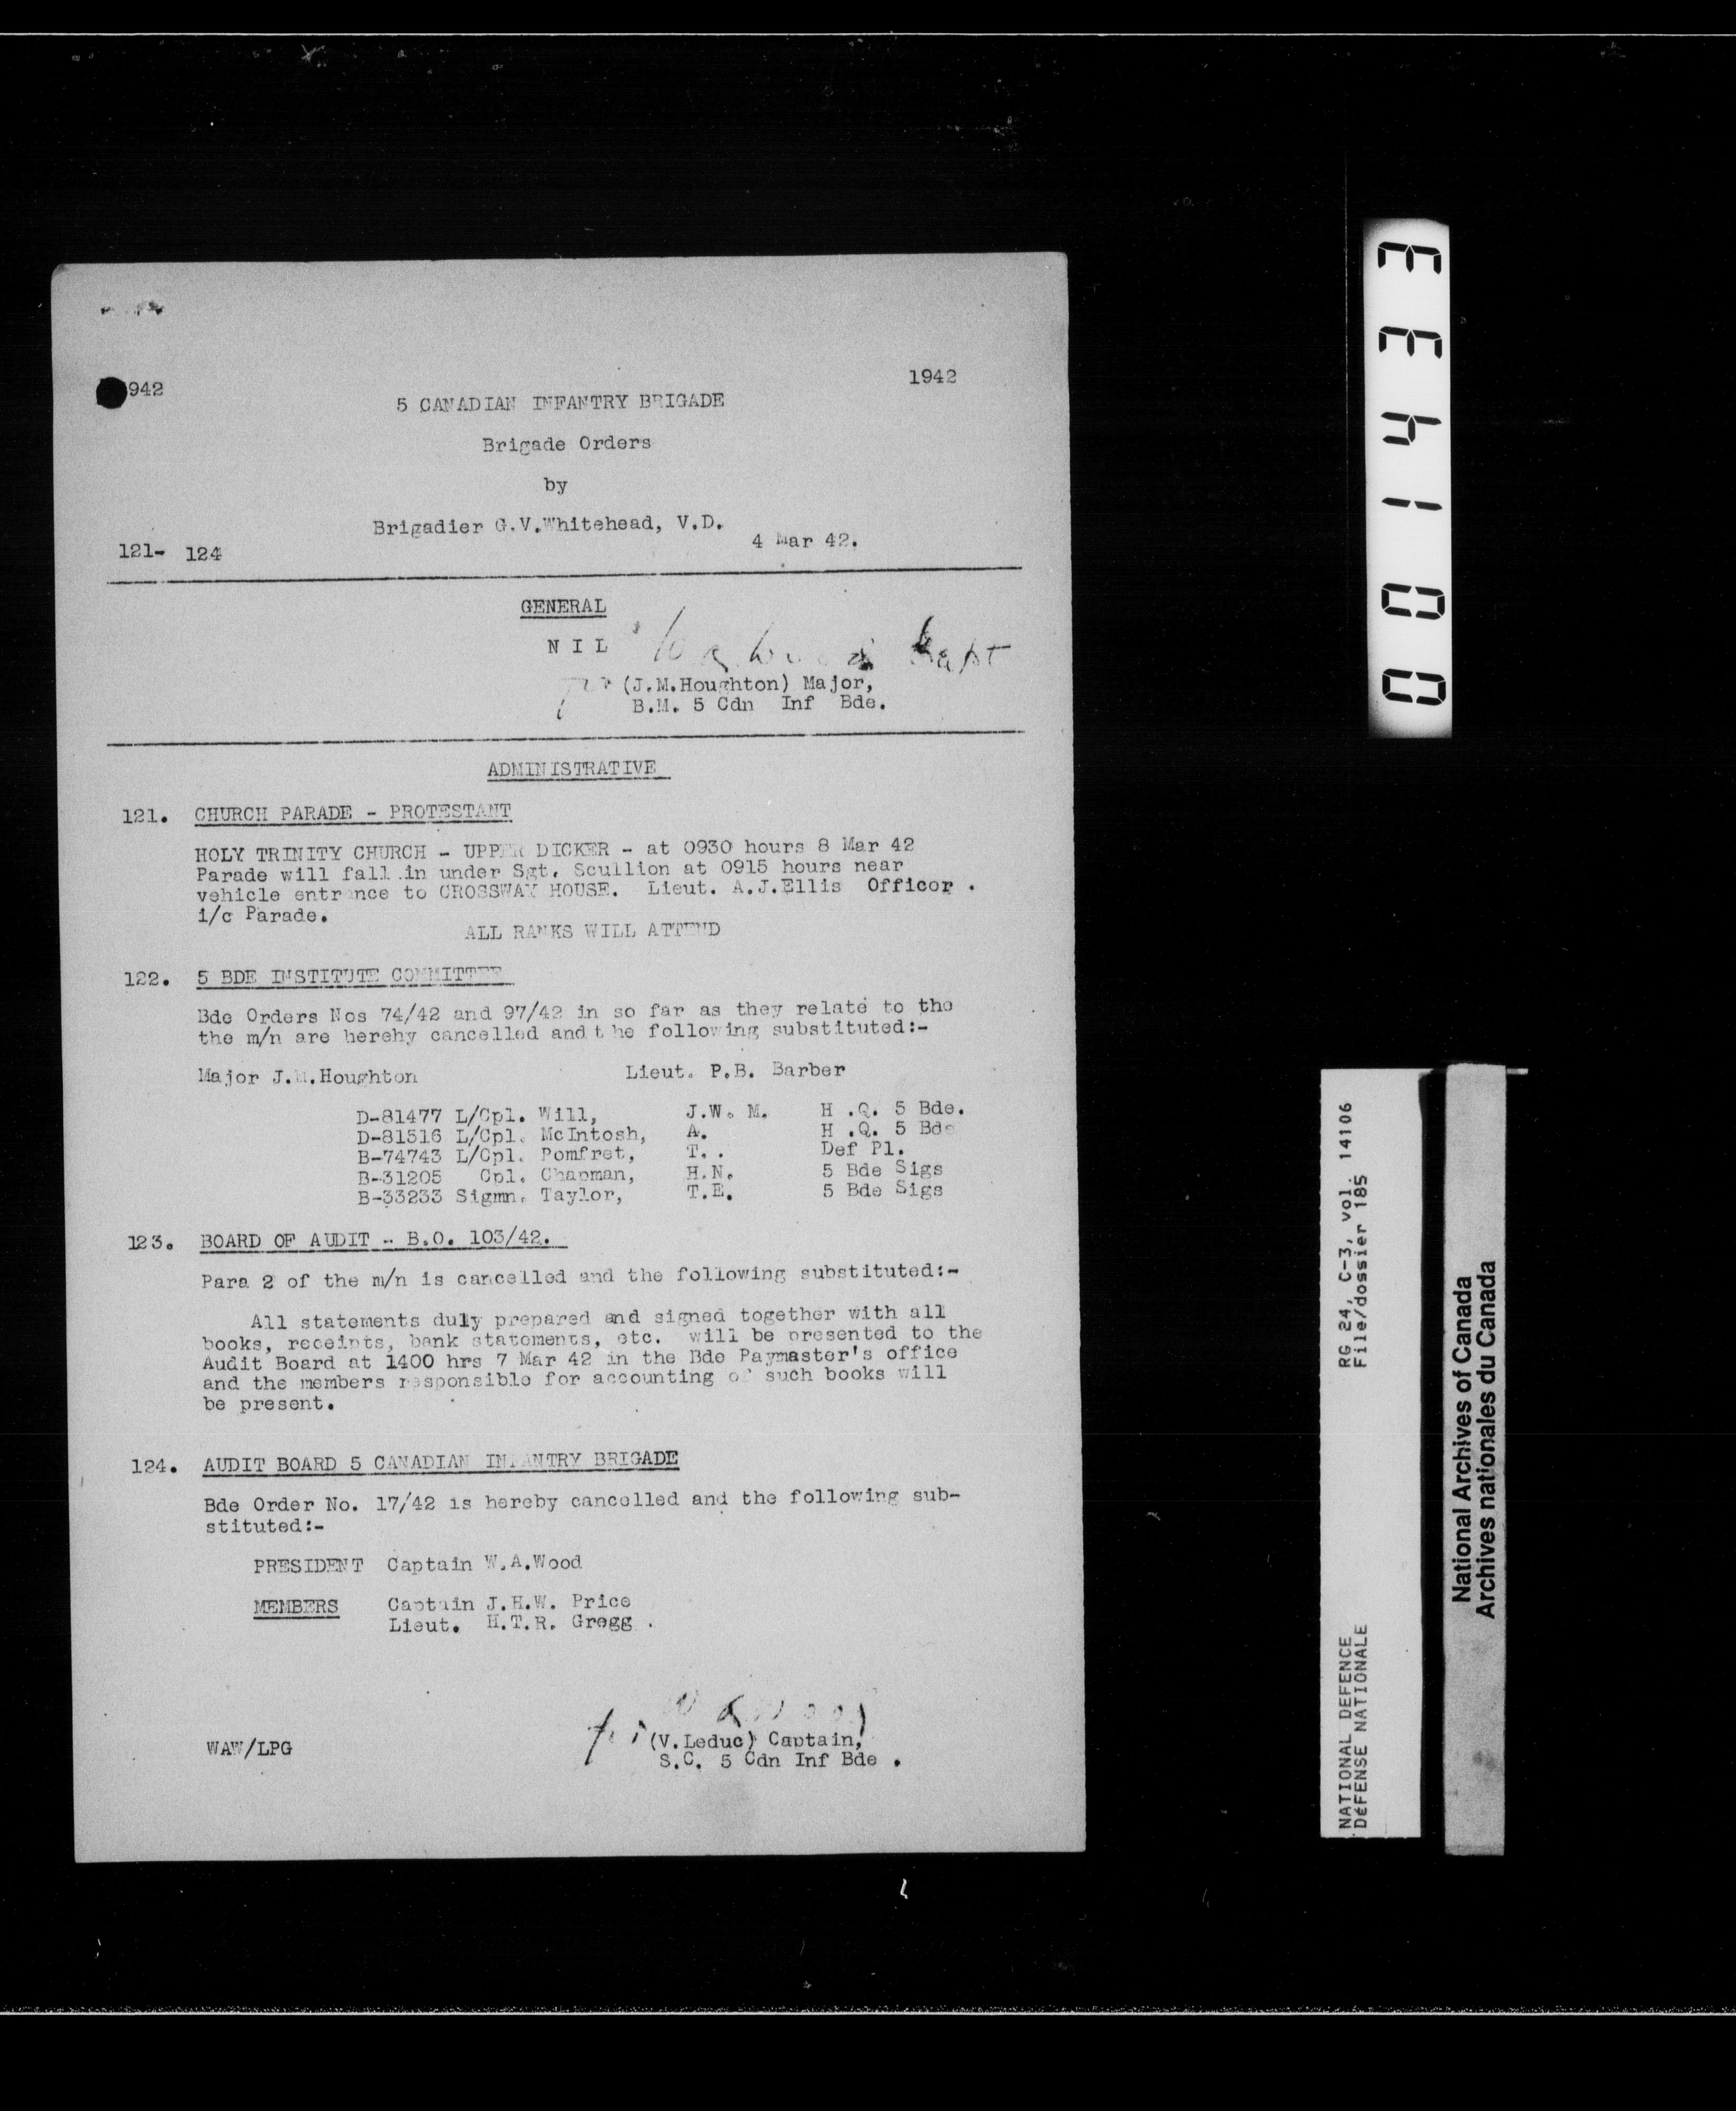 942
1942
5 CANADIAN INFANTRY BRIGADE
Brigade Orders
by
Brigadier G.V.Whitehead, V.D.
121- 124
4 Mar 42.
GENERAL
N I L
W A Wood Capt
for (J.M.Houghton) Major,
B.M. 5 Cdn Inf Bde.
ADMINISTRATIVE
121. CHURCH PARADE - PROTESTANT
HOLY TRINITY CHURCH - UPPER DICKER - at 0930 hours 8 Mar 42
Parade will fall in under Sgt. Scullion at 0915 hours near
vehicle entrance to CROSSWAY HOUSE. Lieut. A.J.Ellis Officer .
i/c Parade.
ALL RANKS WILL ATTEND
122. 5 BDE INSTITUTE COMMITTEE
Bde Orders Nos 74/42 and 97/42 in so far as they relate to the
the m/n are hereby cancelled and the following substituted:-
Major J.M.Houghton Lieut. P.B. Barber
D-81477 L/Cpl. Will, J.W. M. H .Q. 5 Bde.
D-81516 L/Cpl. McIntosh, A. H .Q. 5 Bde
B-74743 L/Cpl. Pomfret, T. . Def Pl.
B-31205 Cpl. Chapman, H.N. 5 Bde Sigs
B-33233 Sigmn. Taylor, T.E. 5 Bde Sigs
123. BOARD OF AUDIT - B.O. 103/42.
Para 2 of the m/n is cancelled and the following substituted:-
All statements duly prepared and signed together with all
books, receipts, bank statements, etc. will be presented to the
Audit Board at 1400 hrs 7 Mar 42 in the Bde Paymaster's office
and the members responsible for accounting of such books will
be present.
124. AUDIT BOARD 5 CANADIAN INFANTRY BRIGADE
Bde Order No. 17/42 is hereby cancelled and the following sub-
stituted:-
PRESIDENT Captain W.A.Wood
MEMBERS Captain J.H.W. Price
Lieut. H.T.R. Gregg .
W A Wood
for (V.Leduc) Captain,
S.C. 5 Cdn Inf Bde .
WAW/LPG
001433
RG 24, C-3, vol. 14106
File/dossier 185
NATIONAL DEFENCE
DéFENSE NATIONALE
National Archives of Canada
Archives nationales du Canada